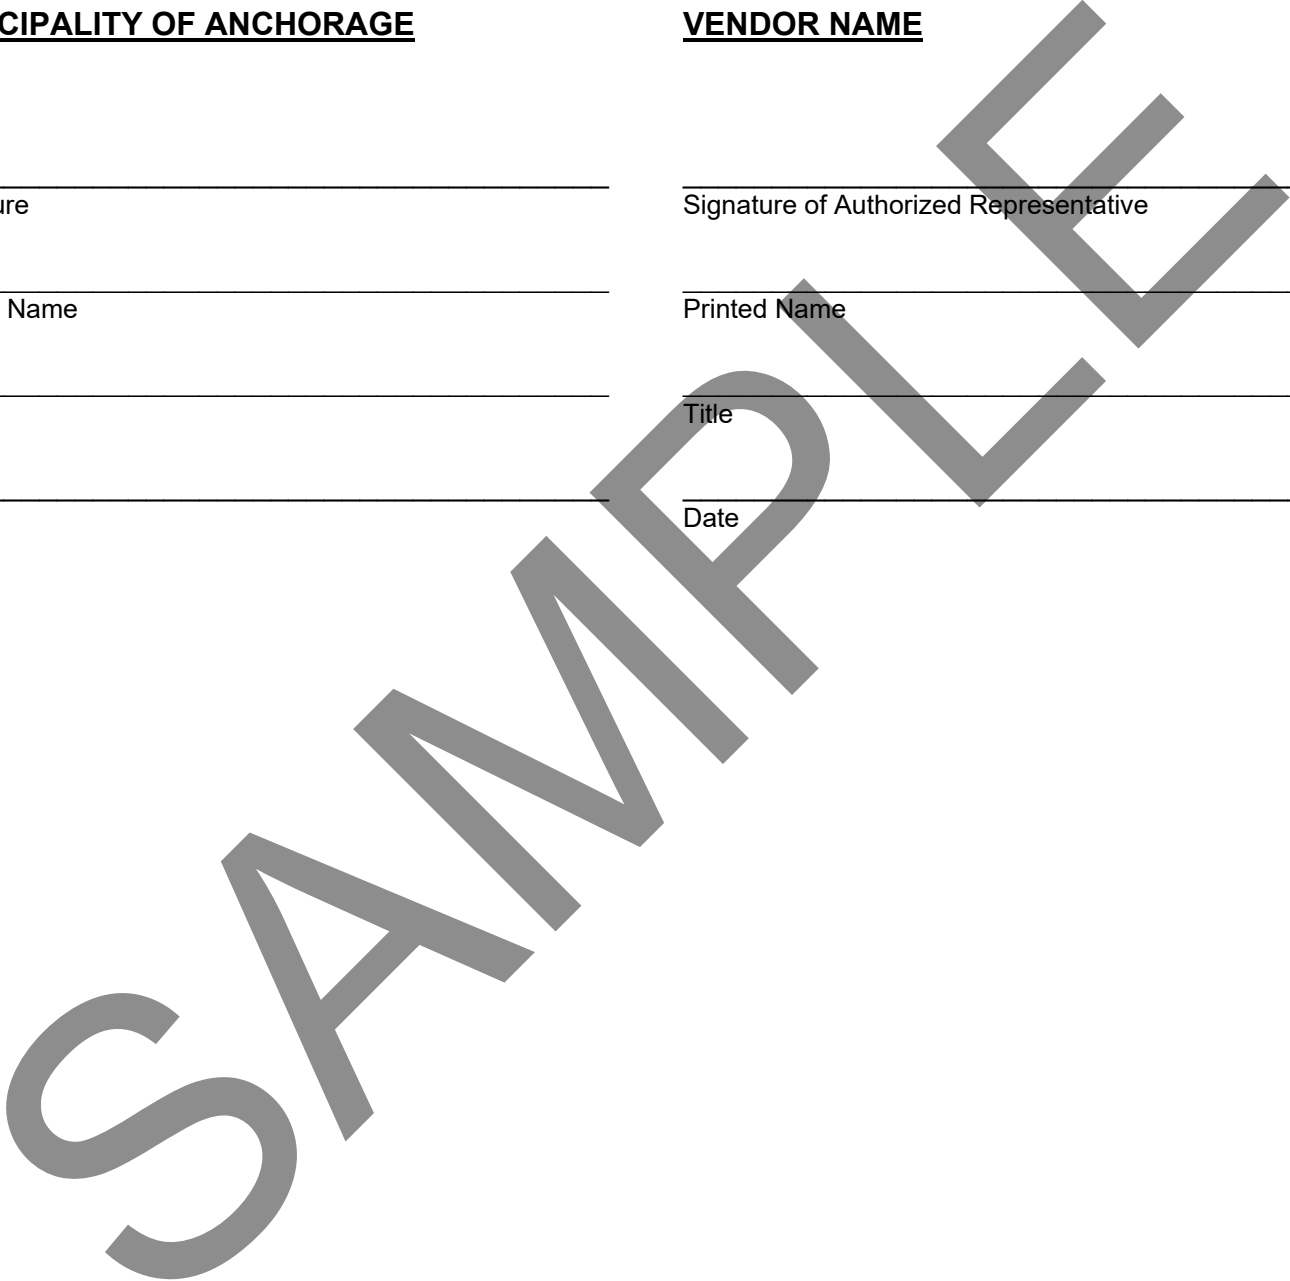 CIPALITY OF ANCHORAGE
VENDOR NAME
ure
Signature of Authorized Representative
Name
Printed Name
Title
Date
SAMPLE